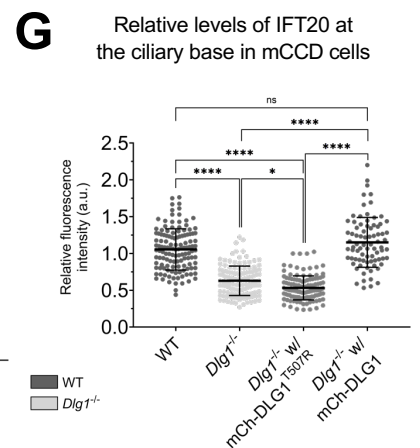 G
Relative levels of IFT20 at
the ciliary base in mCCD cells
ns
****
****
****
****
*
Relative fluorescence
intensity (a.u.)
2.5
2.0
1.5
1.0
0.5
0.0
WT
Dlg1-/-
Dlg1-/- w/
mCh-DLG1T507R
Dlg1-/- w/
mCh-DLG1
WT
Dlg1-/-